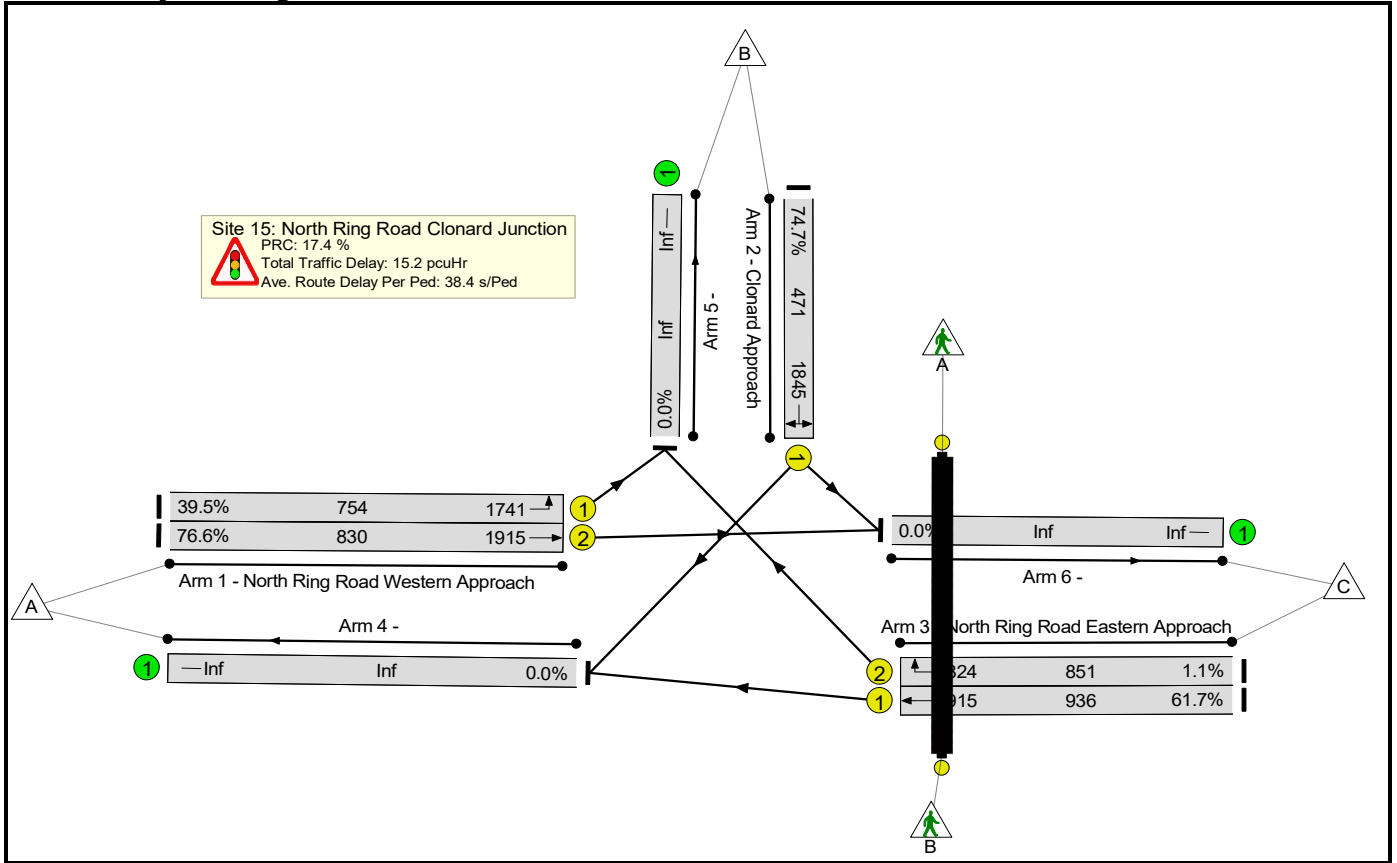 B
Site 15: North Ring Road Clonard Junction
PRC: 17.4 %
Total Traffic Delay: 15.2 pcuHr
Ave. Route Delay Per Ped: 38.4 s/Ped
1
Inf
Inf
0.0%
Arm 5 -
Arm 2 - Clonard Approach
74.7% 471 1845
1
A
39.5% 754 1741 1
76.6% 830 1915 2
Arm 1 - North Ring Road Western Approach
A
0.0% Inf Inf 1
Arm 6 -
C
Arm 4 -
1 Inf Inf 0.0%
Arm 3 North Ring Road Eastern Approach
2 824 851 1.1%
1 915 936 61.7%
B